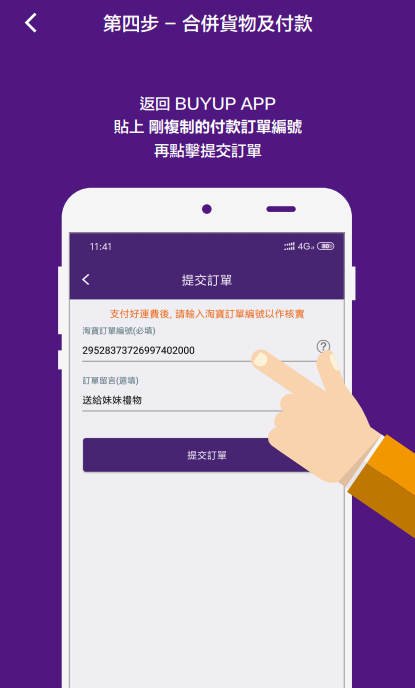 第四步 – 合併貨物及付款
返回 BUYUP APP
貼上 剛複制的付款訂單編號
再點擊提交訂單
11:41 4G 80
提交訂單
支付好運費後, 請輸入淘寶訂單編號以作核實
淘寶訂單編號(必填)
29528373726997402000
?
訂單留言(選填)
送給妹妹禮物
提交訂單